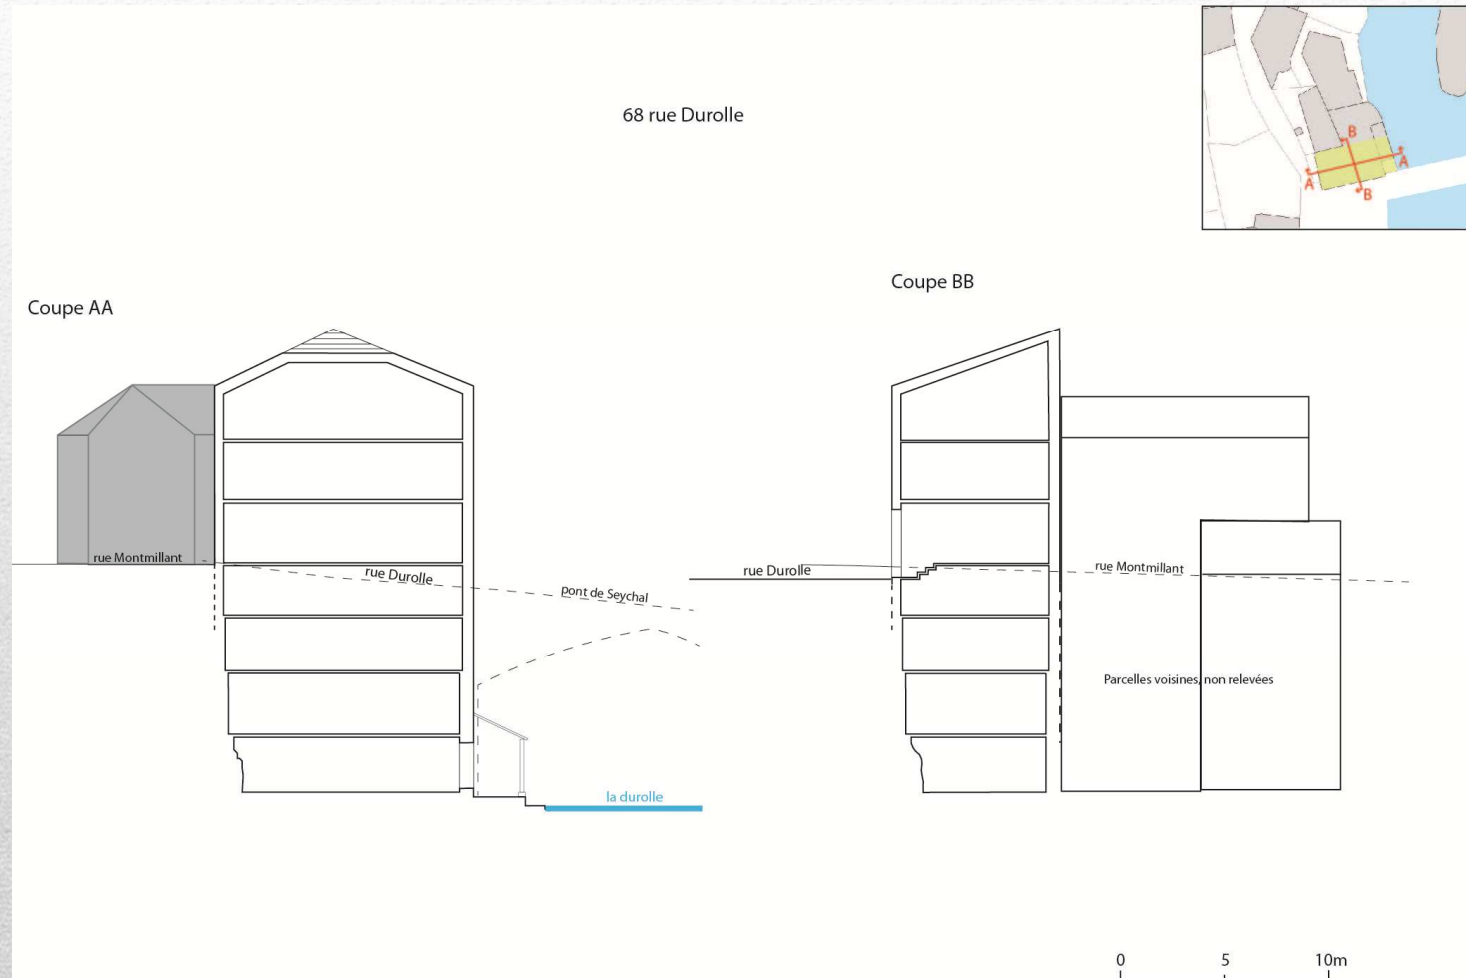 68 rue Durolle
B
A
A
B
Coupe AA
Coupe BB
rue Montmillant
rue Durolle
pont de Seychal
la durolle
rue Durolle
rue Montmillant
Parcelles voisines, non relevées
0 5 10m